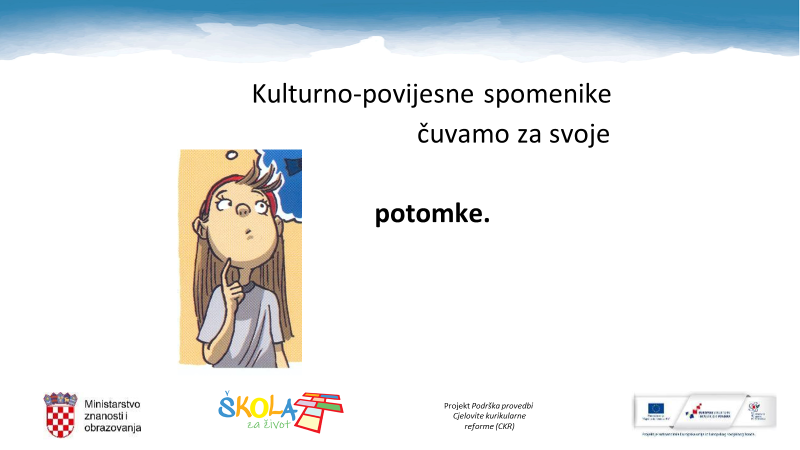 Kulturno-povijesne spomenike
čuvamo za svoje
potomke.
Ministarstvo
znanosti i
obrazovanja
ŠKOLA
za život
Projekt Podrška provedbi
Cjelovite kurikularne
reforme (CKR)